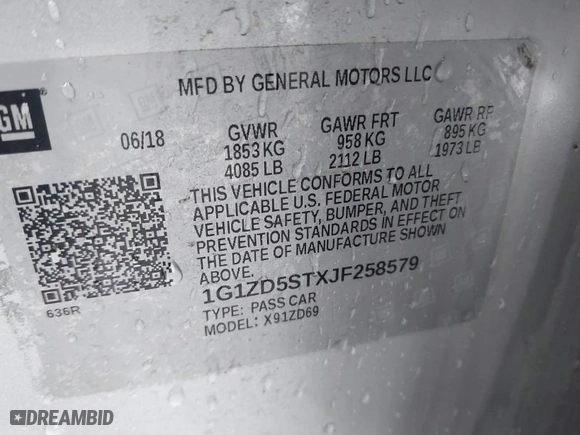 GM
MFD BY GENERAL MOTORS LLC
06/18
GVWR
1853 KG
4085 LB
GAWR FRT
958 KG
2112 LB
GAWR RR
895 KG
1973 LB
THIS VEHICLE CONFORMS TO ALL
APPLICABLE U.S. FEDERAL MOTOR
VEHICLE SAFETY, BUMPER, AND THEFT
PREVENTION STANDARDS IN EFFECT ON
THE DATE OF MANUFACTURE SHOWN
ABOVE.
1G1ZD5STXJF258579
TYPE: PASS CAR
MODEL: X91ZD69
636R
DREAMBID